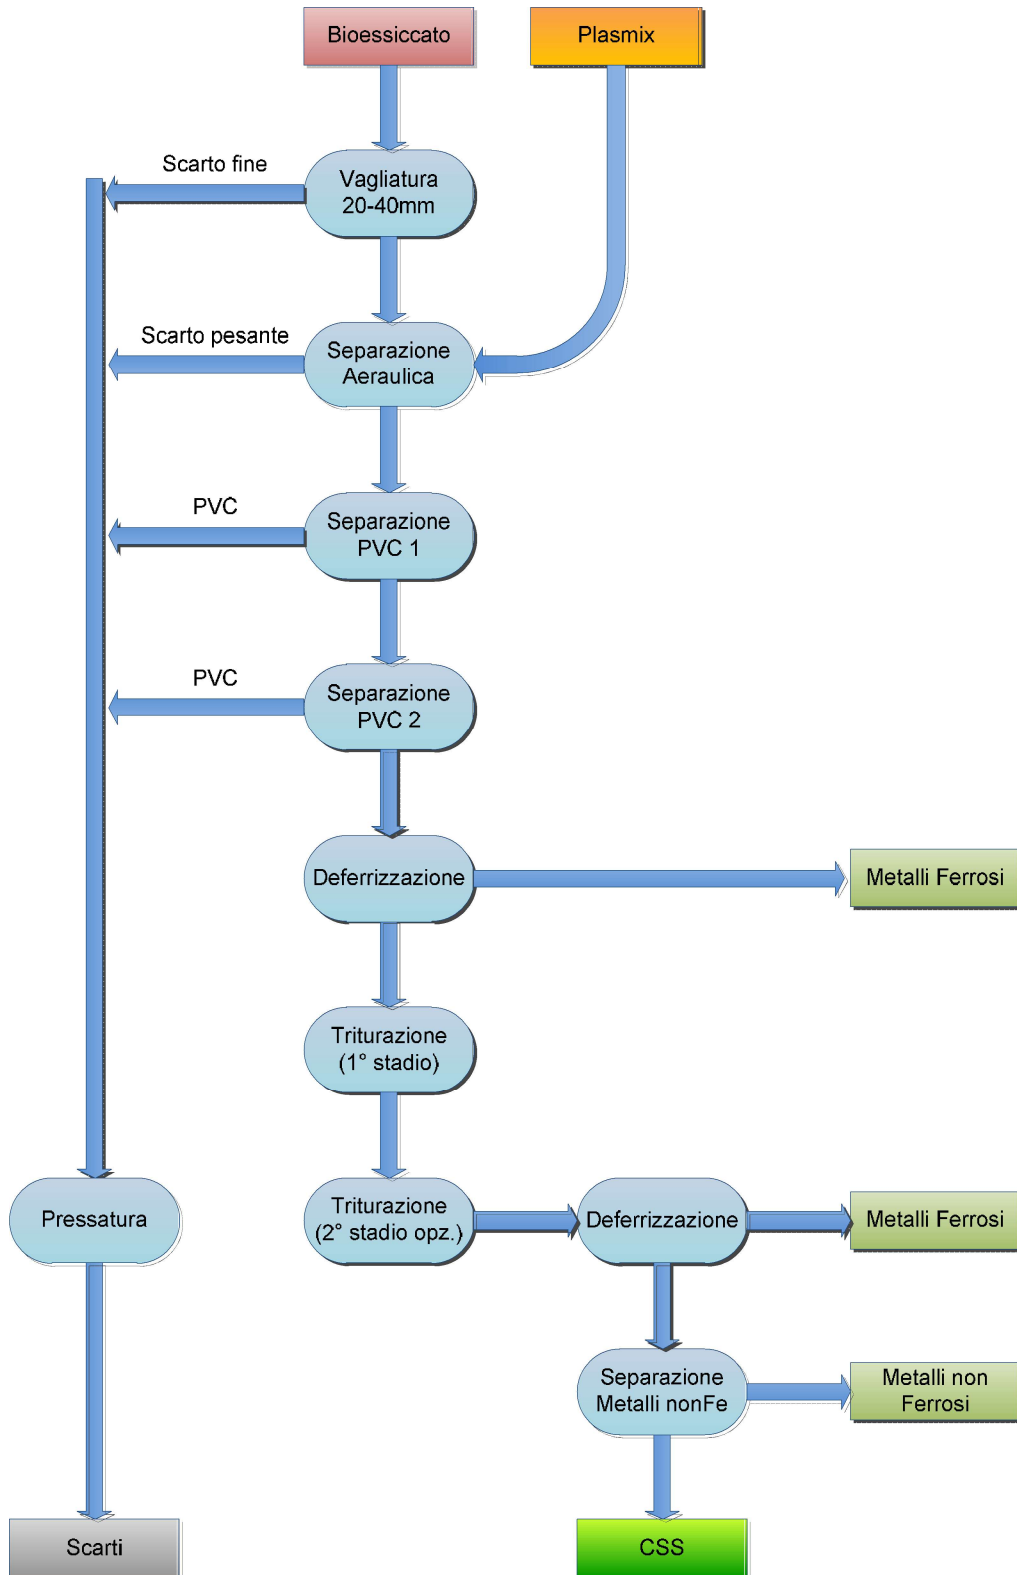 Bioessiccato
Plasmix
Scarto fine
Vagliatura
20-40mm
Scarto pesante
Separazione
Aeraulica
PVC
Separazione
PVC 1
PVC
Separazione
PVC 2
Deferrizzazione
Metalli Ferrosi
Triturazione
(1° stadio)
Pressatura
Triturazione
(2° stadio opz.)
Deferrizzazione
Metalli Ferrosi
Separazione
Metalli nonFe
Metalli non
Ferrosi
Scarti
CSS